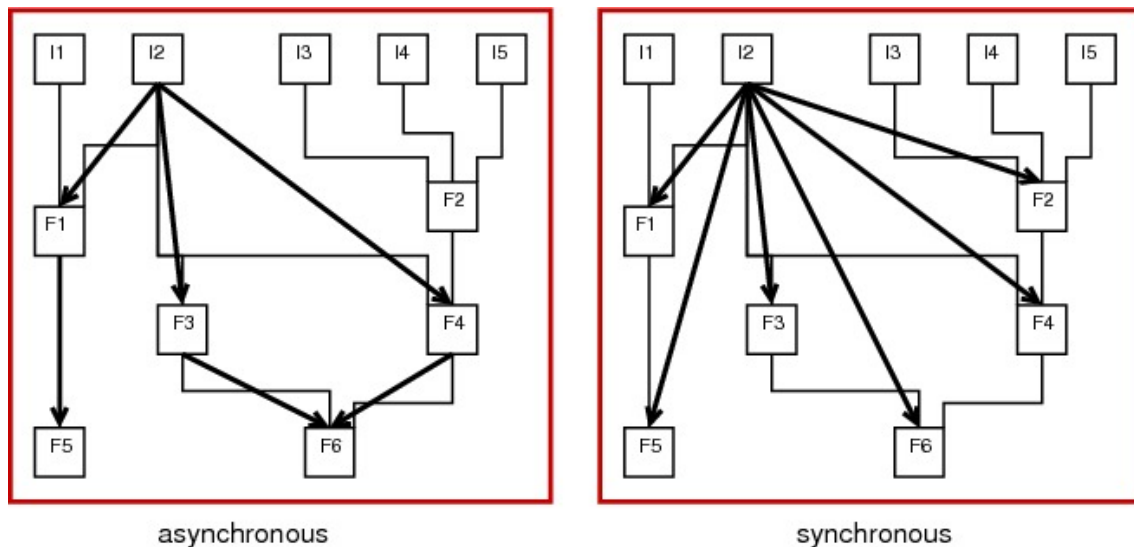 I1 I2 I3 I4 I5
F2
F1
F3 F4
F5 F6
asynchronous
I1 I2 I3 I4 I5
F2
F1
F3 F4
F5 F6
synchronous